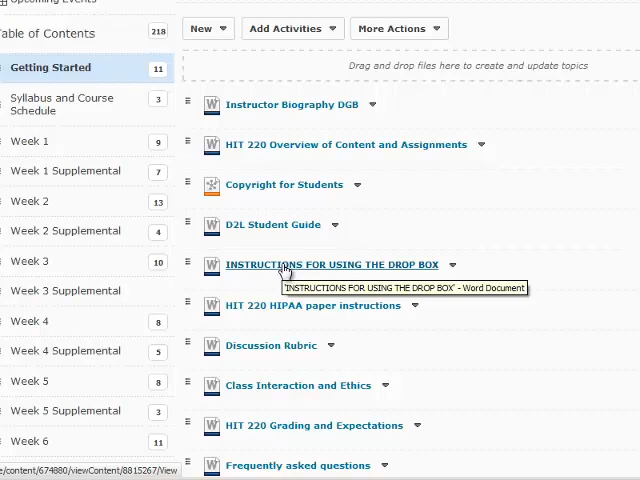 Upcoming Events
Table of Contents 218
Getting Started 11
Syllabus and Course
Schedule 3
Week 1 9
Week 1 Supplemental 7
Week 2 13
Week 2 Supplemental 4
Week 3 10
Week 3 Supplemental
Week 4 8
Week 4 Supplemental 5
Week 5 8
Week 5 Supplemental 3
Week 6 11
e/content/674880/viewContent/8815267/View
New
Add Activities
More Actions
Drag and drop files here to create and update topics
Instructor Biography DGB
HIT 220 Overview of Content and Assignments
Copyright for Students
D2L Student Guide
INSTRUCTIONS FOR USING THE DROP BOX
'INSTRUCTIONS FOR USING THE DROP BOX' - Word Document
HIT 220 HIPAA paper instructions
Discussion Rubric
Class Interaction and Ethics
HIT 220 Grading and Expectations
Frequently asked questions